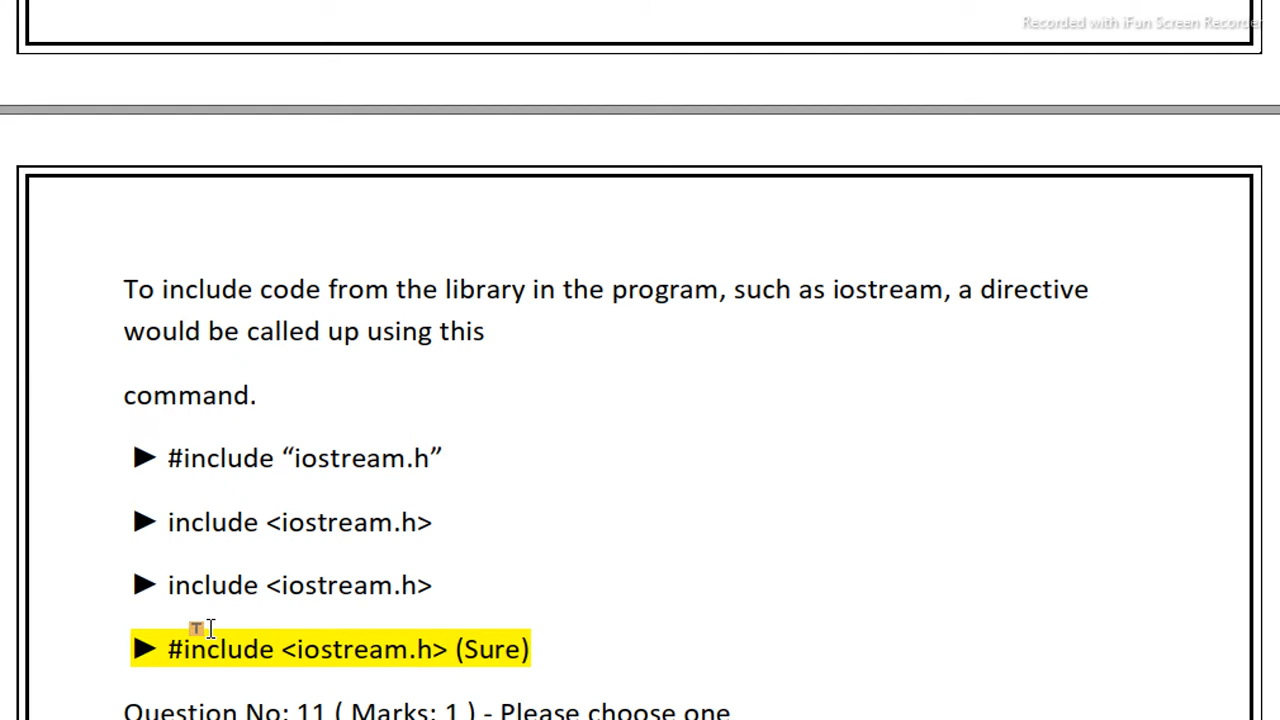 Recorded with iFun Screen Recorder
To include code from the library in the program, such as iostream, a directive
would be called up using this
command.
► #include “iostream.h”
► include <iostream.h>
► include <iostream.h>
T
► #include <iostream.h> (Sure)
Question No: 11 ( Marks: 1 ) - Please choose one